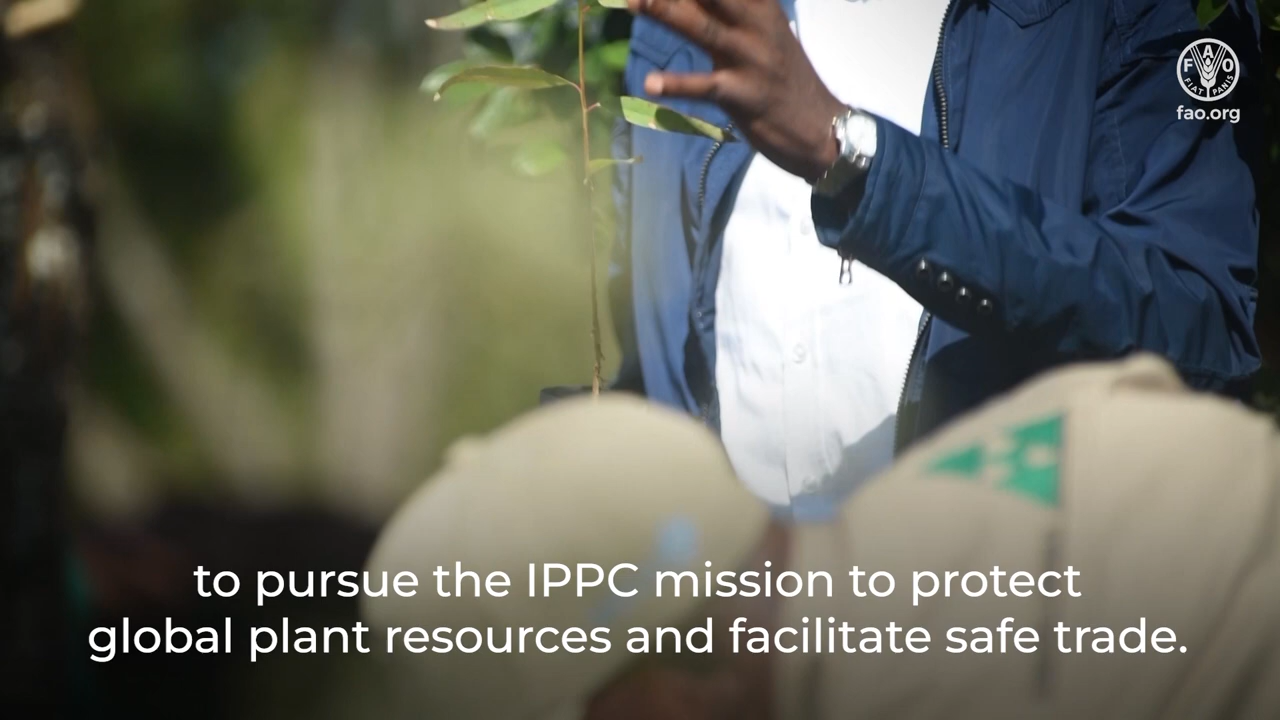 F A O
FIAT PANIS
fao.org
to pursue the IPPC mission to protect
global plant resources and facilitate safe trade.